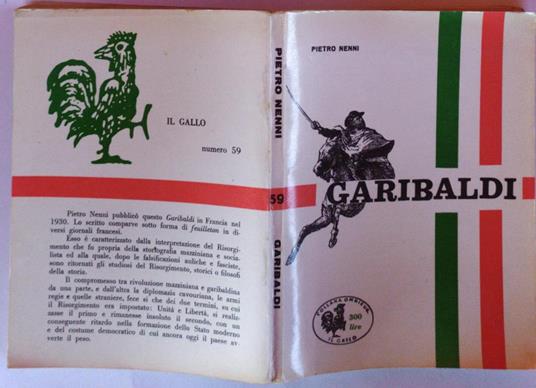 IL GALLO
numero 59
Pietro Nenni pubblicò questo Garibaldi in Francia nel
1930. Lo scritto comparve sotto forma di feuilleton in di-
versi giornali francesi.
Esso è caratterizzato dalla interpretazione del Risorgi-
mento che fu propria della storiografia mazziniana e socia-
lista ed alla quale, dopo le falsificazioni auliche e fasciste,
sono ritornati gli studiosi del Risorgimento, storici o filosofi
della storia.
Il compromesso tra rivoluzione mazziniana e garibaldina
da una parte, e dall'altra la diplomazia cavouriana, le armi
regie e quelle straniere, fece sì che dei due termini, su cui
il Risorgimento era impostato: Unità e Libertà, si realiz-
zasse il primo e rimanesse insoluto il secondo, con un
conseguente ritardo nella formazione dello Stato moderno
e del costume democratico di cui ancora oggi il paese av-
verte il peso.
PIETRO NENNI
59
GARIBALDI
PIETRO NENNI
GARIBALDI
COLLANA OMNIBUS
300
lire
IL GALLO